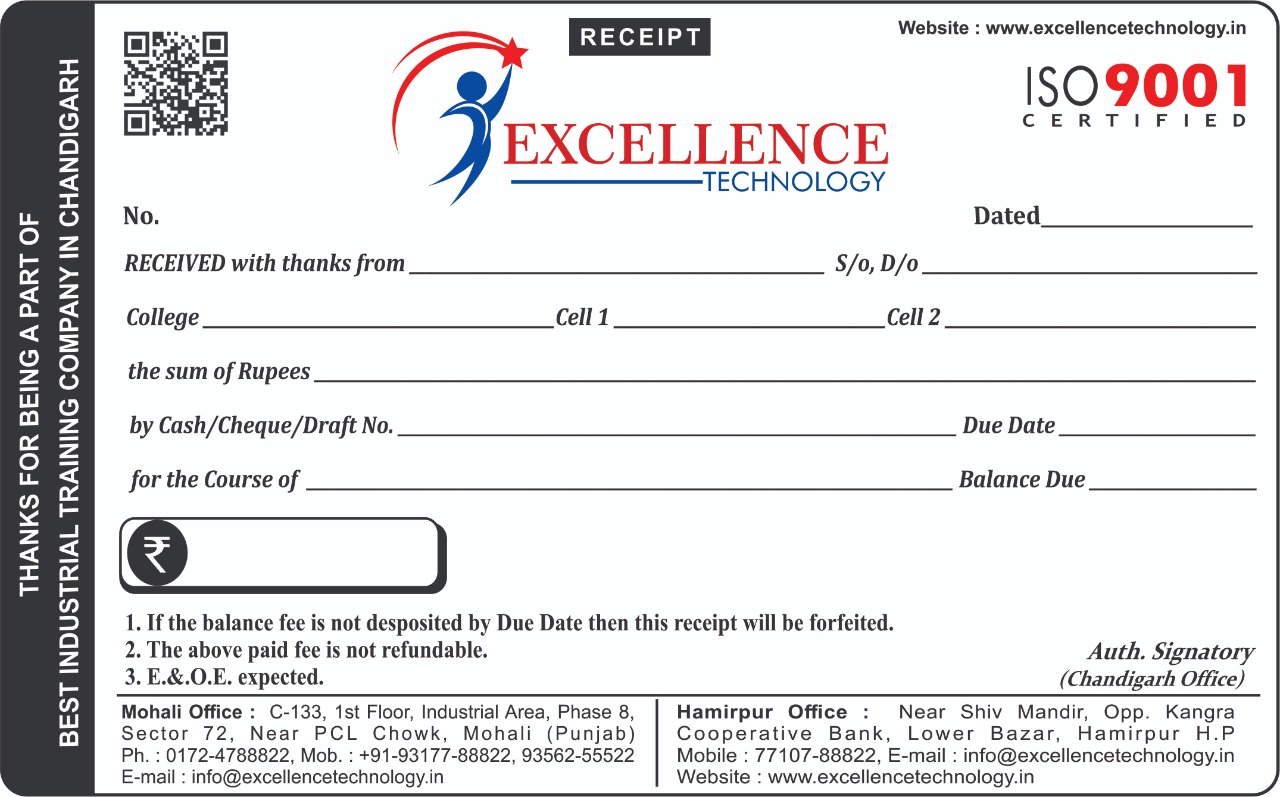 THANKS FOR BEING A PART OF
BEST INDUSTRIAL TRAINING COMPANY IN CHANDIGARH
RECEIPT
Website : www.excellencetechnology.in
ISO 9001
CERTIFIED
EXCELLENCE
TECHNOLOGY
No. Dated
RECEIVED with thanks from S/o, D/o
College Cell 1 Cell 2
the sum of Rupees
by Cash/Cheque/Draft No. Due Date
for the Course of Balance Due
₹
1. If the balance fee is not desposited by Due Date then this receipt will be forfeited.
2. The above paid fee is not refundable.
3. E.&.O.E. expected.
Auth. Signatory
(Chandigarh Office)
Mohali Office : C-133, 1st Floor, Industrial Area, Phase 8,
Sector 72, Near PCL Chowk, Mohali (Punjab)
Ph. : 0172-4788822, Mob. : +91-93177-88822, 93562-55522
E-mail : info@excellencetechnology.in
Hamirpur Office : Near Shiv Mandir, Opp. Kangra
Cooperative Bank, Lower Bazar, Hamirpur H.P
Mobile : 77107-88822, E-mail : info@excellencetechnology.in
Website : www.excellencetechnology.in